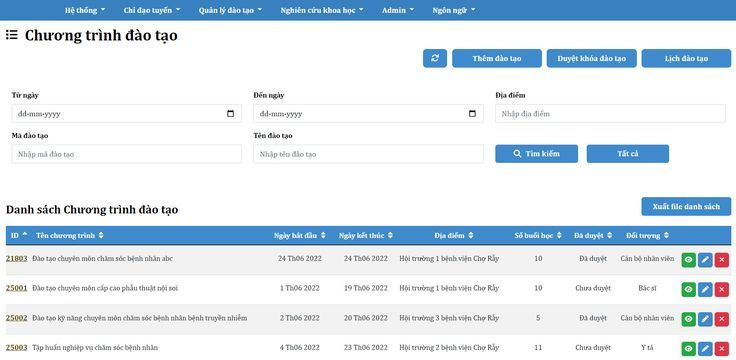 Hệ thống Chỉ đạo tuyến Quản lý đào tạo Nghiên cứu khoa học Admin Ngôn ngữ
Chương trình đào tạo
Thêm đào tạo Duyệt khóa đào tạo Lịch đào tạo
Từ ngày Đến ngày Địa điểm
dd-mm-yyyy dd-mm-yyyy Nhập địa điểm
Mã đào tạo Tên đào tạo
Nhập mã đào tạo Nhập tên đào tạo Tìm kiếm Tất cả
Xuất file danh sách
Danh sách Chương trình đào tạo
ID Tên chương trình Ngày bắt đầu Ngày kết thúc Địa điểm Số buổi học Đã duyệt Đối tượng
21803 Đào tạo chuyên môn chăm sóc bệnh nhân abc 24 Th06 2022 24 Th06 2022 Hội trường 1 bệnh viện Chợ Rẫy 10 Đã duyệt Cán bộ nhân viên
25001 Đào tạo chuyên môn cấp cao phẫu thuật nội soi 1 Th06 2022 19 Th06 2022 Hội trường 1 bệnh viện Chợ Rẫy 10 Chưa duyệt Bác sĩ
25002 Đào tạo kỹ năng chuyên môn chăm sóc bệnh nhân bệnh truyền nhiễm 2 Th06 2022 20 Th06 2022 Hội trường 3 bệnh viện Chợ Rẫy 5 Đã duyệt Cán bộ nhân viên
25003 Tập huấn nghiệp vụ chăm sóc bệnh nhân 4 Th06 2022 23 Th06 2022 Hội trường 2 bệnh viện Chợ Rẫy 11 Chưa duyệt Y tá